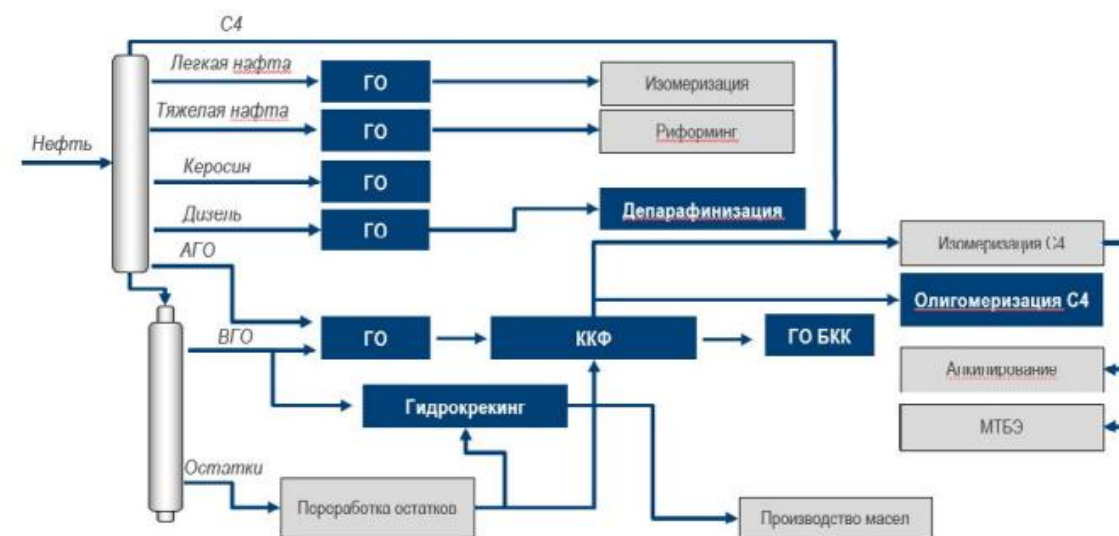 С4
Легкая нафта
ГО
Изомеризация
Тяжелая нафта
ГО
Риформинг
Нефть
Керосин
ГО
Дизель
ГО
Депарафинизация
АГО
Изомеризация С4
Олигомеризация С4
ВГО
ГО
ККФ
ГО БКК
Алкилирование
Гидрокрекинг
МТБЭ
Остатки
Переработка остатков
Производство масел